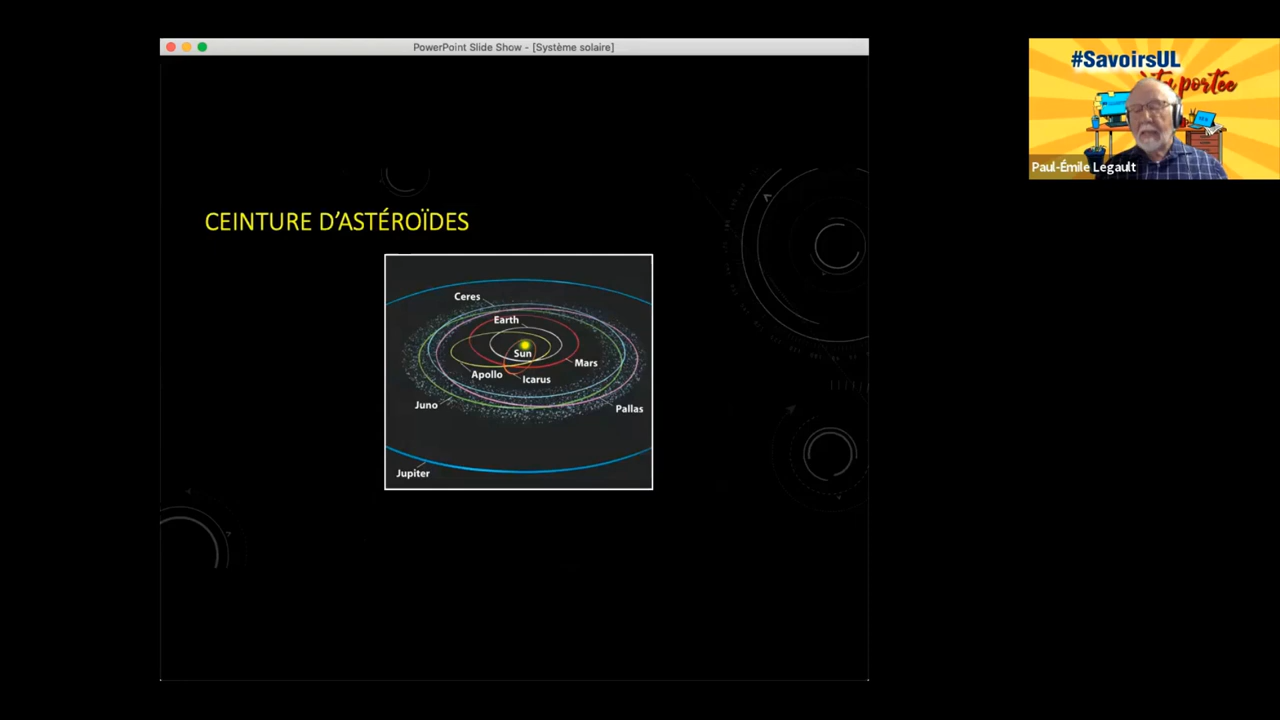 PowerPoint Slide Show - [Système solaire]
#SavoirsUL
à ta portée
Paul-Émile Legault
CEINTURE D'ASTÉROÏDES
Ceres
Earth
Sun
Mars
Apollo
Icarus
Juno
Pallas
Jupiter